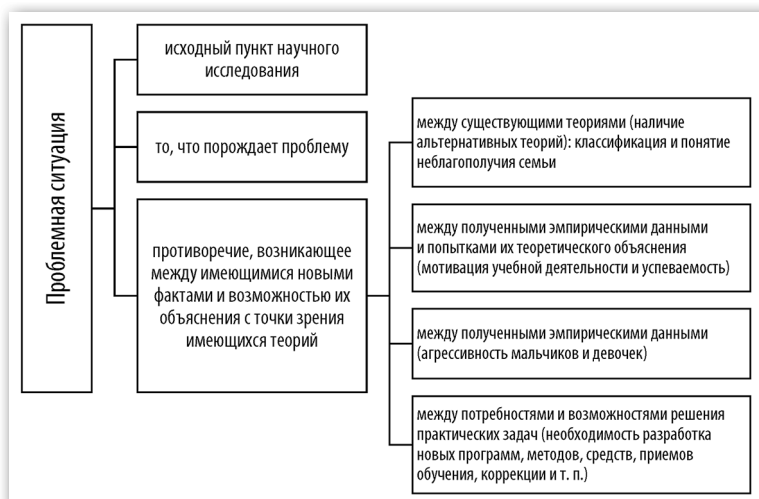 Проблемная ситуация
исходный пункт научного
исследования
то, что порождает проблему
противоречие, возникающее
между имеющимися новыми
фактами и возможностью их
объяснения с точки зрения
имеющихся теорий
между существующими теориями (наличие
альтернативных теорий): классификация и понятие
неблагополучия семьи
между полученными эмпирическими данными
и попытками их теоретического объяснения
(мотивация учебной деятельности и успеваемость)
между полученными эмпирическими данными
(агрессивность мальчиков и девочек)
между потребностями и возможностями решения
практических задач (необходимость разработка
новых программ, методов, средств, приемов
обучения, коррекции и т. п.)